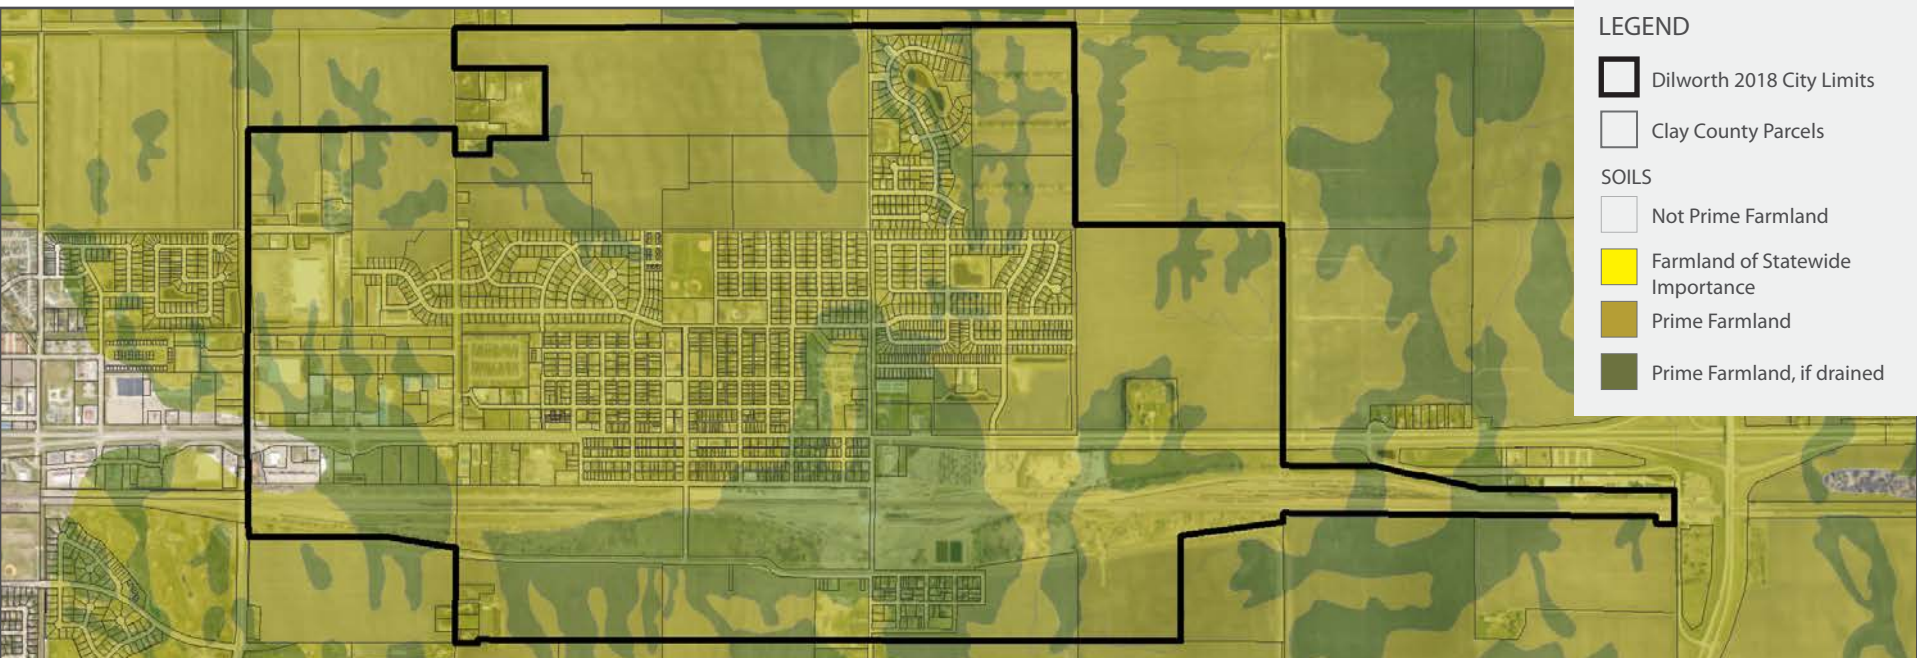 LEGEND
Dilworth 2018 City Limits
Clay County Parcels
SOILS
Not Prime Farmland
Farmland of Statewide
Importance
Prime Farmland
Prime Farmland, if drained